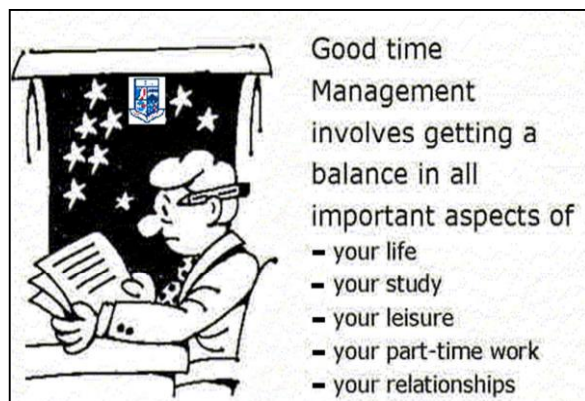 Good time
Management
involves getting a
balance in all
important aspects of
- your life
- your study
- your leisure
- your part-time work
- your relationships